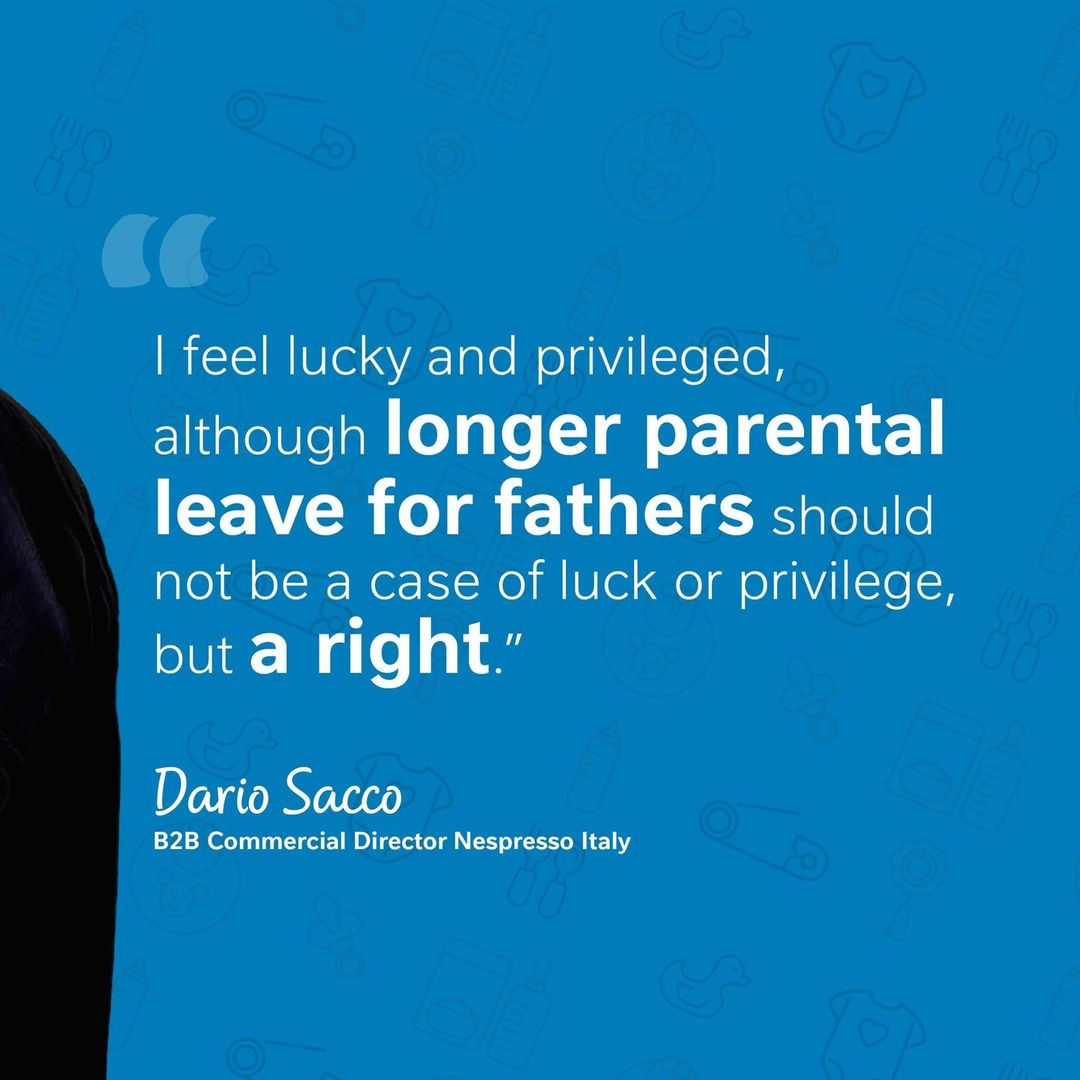 “
I feel lucky and privileged,
although longer parental
leave for fathers should
not be a case of luck or privilege,
but a right.”
Dario Sacco
B2B Commercial Director Nespresso Italy